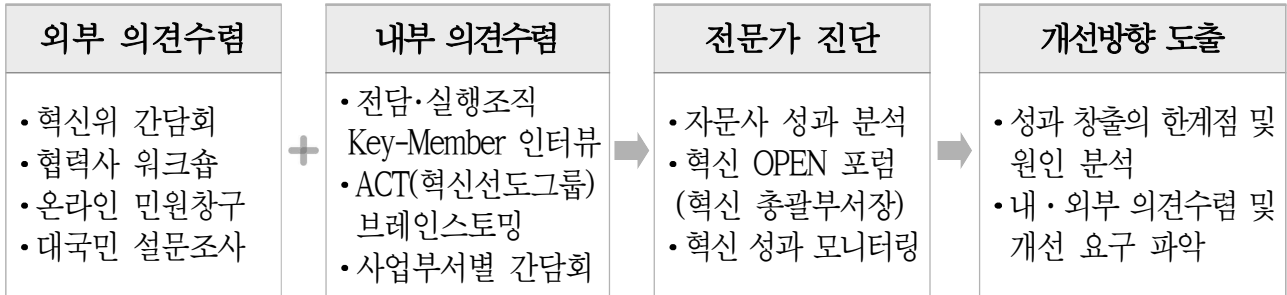 외부 의견수렴
• 혁신위 간담회
• 협력사 워크숍
• 온라인 민원창구
• 대국민 설문조사
+
내부 의견수렴
• 전담·실행조직
Key-Member 인터뷰
• ACT(혁신선도그룹)
브레인스토밍
• 사업부서별 간담회
전문가 진단
• 자문사 성과 분석
• 혁신 OPEN 포럼
(혁신 총괄부서장)
• 혁신 성과 모니터링
개선방향 도출
• 성과 창출의 한계점 및
원인 분석
• 내·외부 의견수렴 및
개선 요구 파악